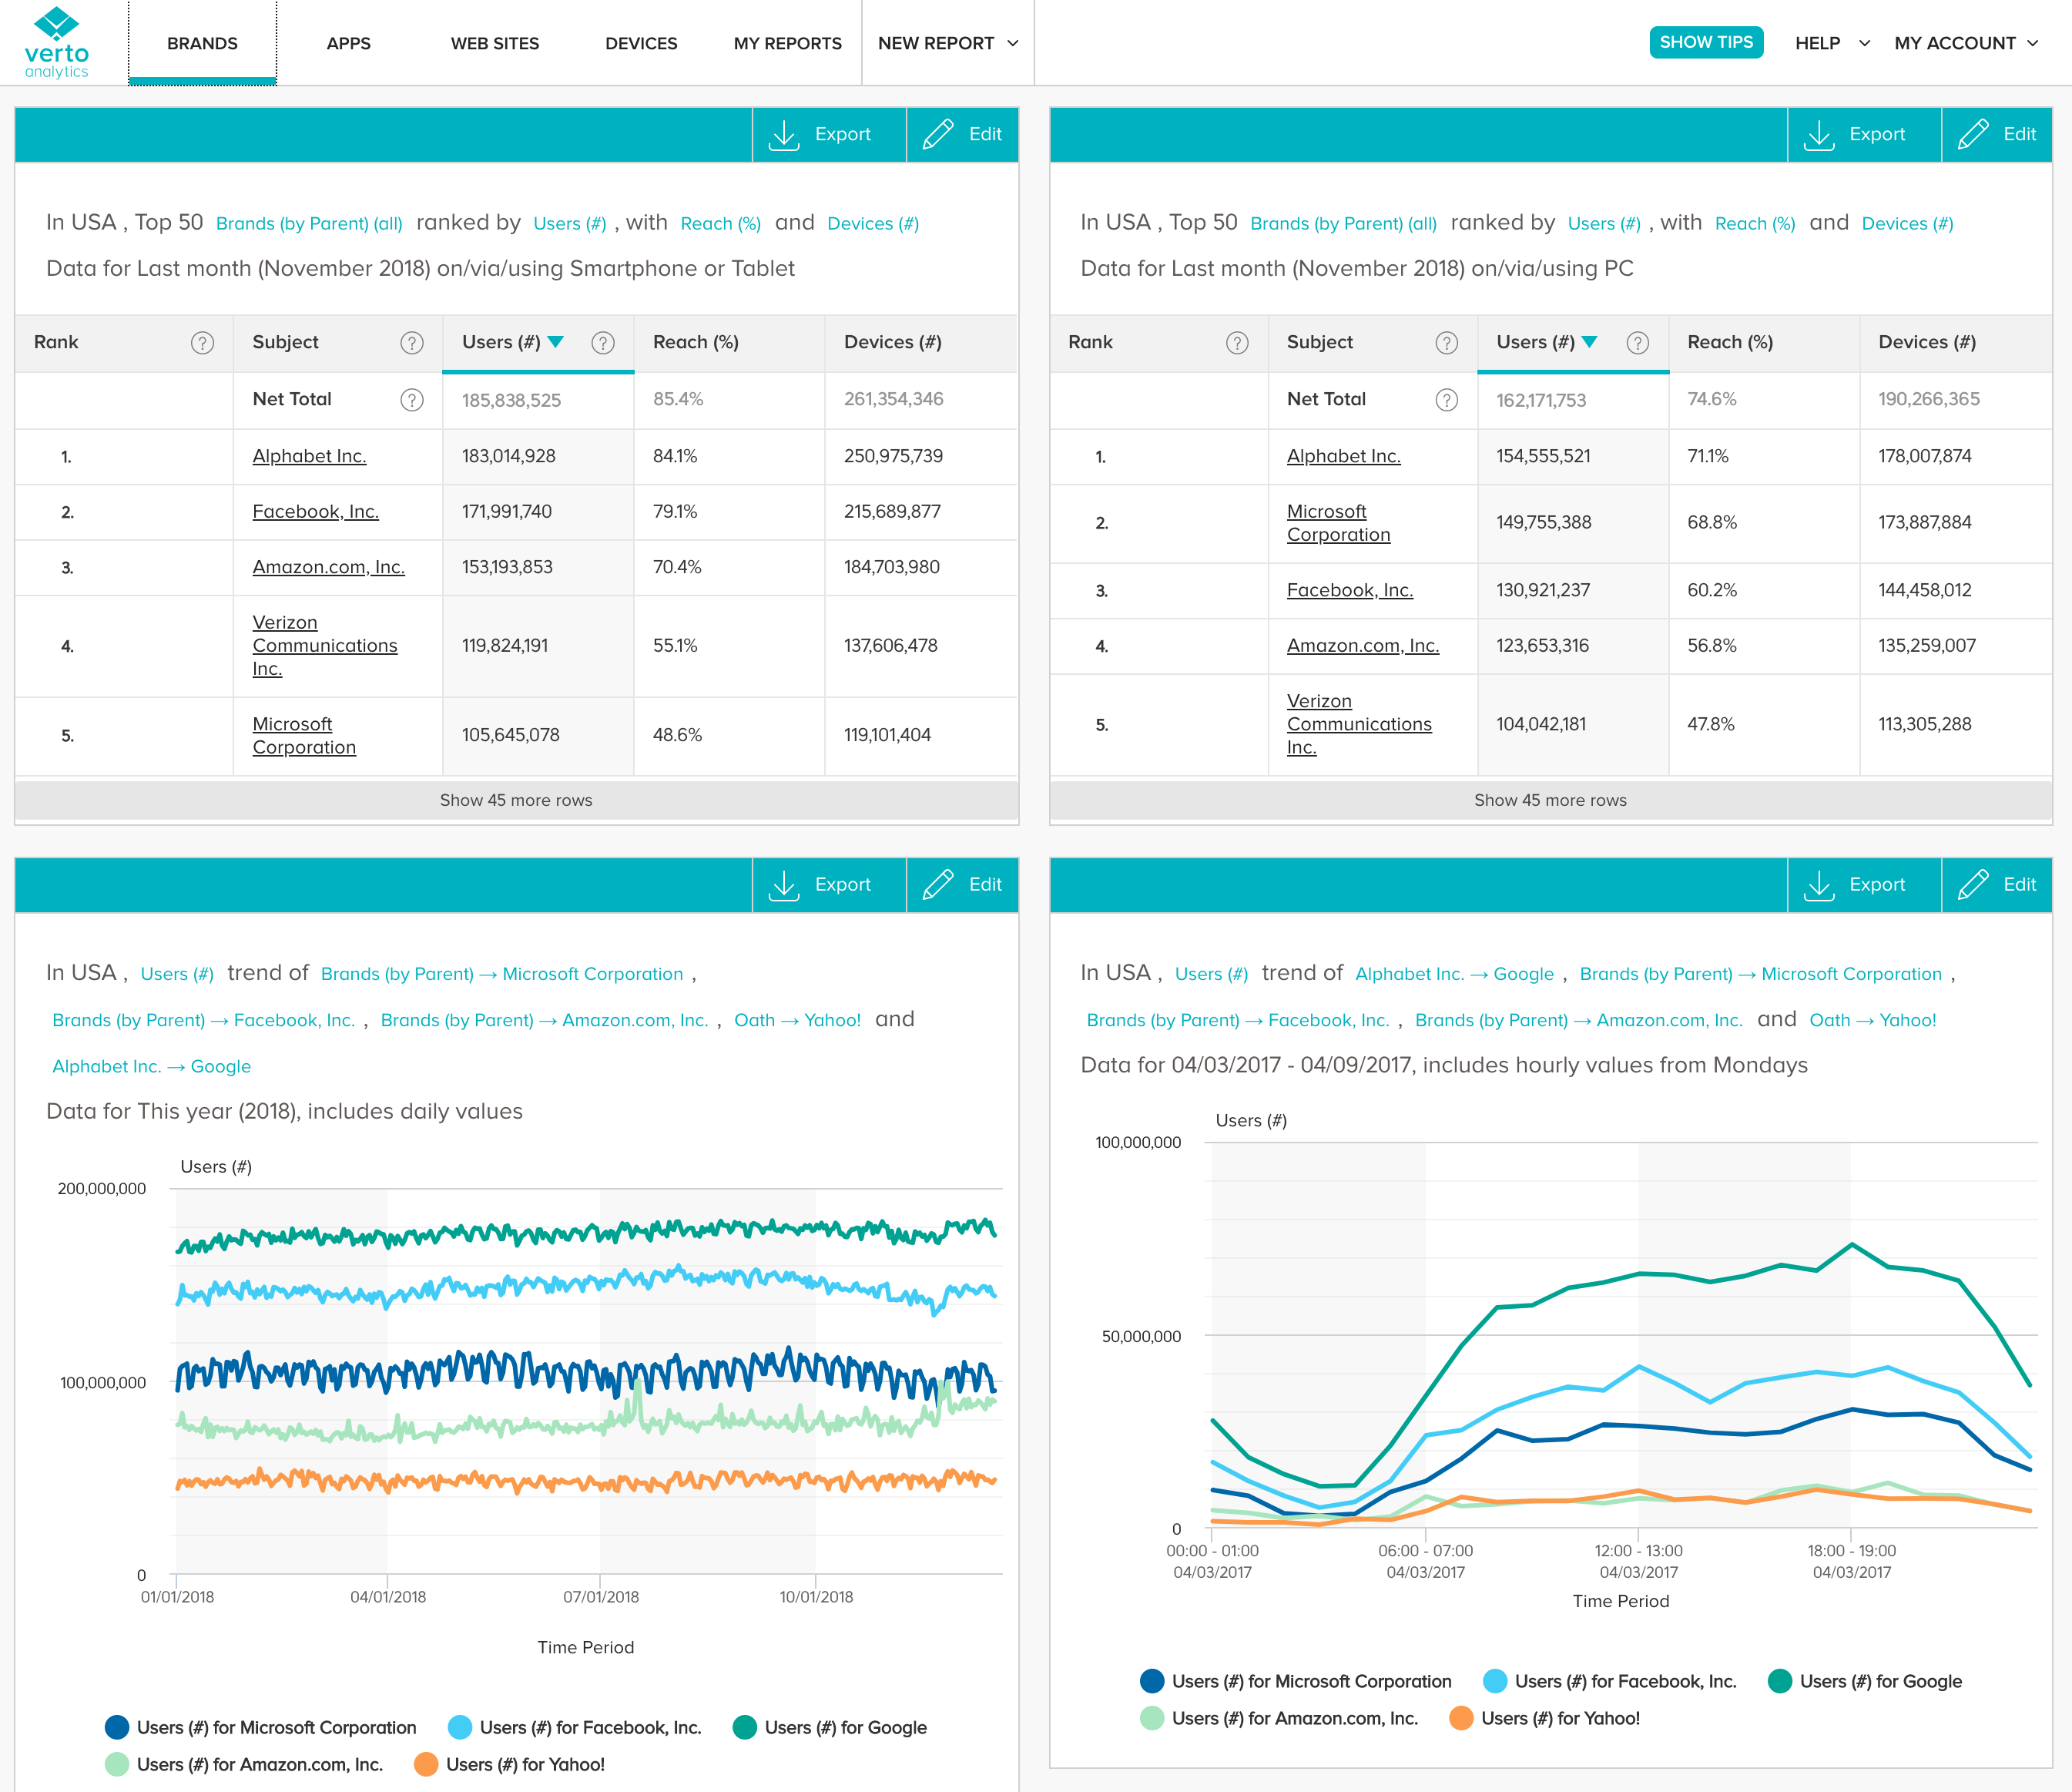 verto
analytics
BRANDS
APPS
WEB SITES
DEVICES
MY REPORTS
NEW REPORT
SHOW TIPS
HELP
MY ACCOUNT
Export
Edit
In USA , Top 50 Brands (by Parent) (all) ranked by Users (#) , with Reach (%) and Devices (#)
Data for Last month (November 2018) on/via/using Smartphone or Tablet
Rank ? Subject ? Users (#) ? Reach (%) Devices (#)
Net Total ? 185,838,525 85.4% 261,354,346
1. Alphabet Inc. 183,014,928 84.1% 250,975,739
2. Facebook, Inc. 171,991,740 79.1% 215,689,877
3. Amazon.com, Inc. 153,193,853 70.4% 184,703,980
Verizon
4. Communications 119,824,191 55.1% 137,606,478
Inc.
5. Microsoft 105,645,078 48.6% 119,101,404
Corporation
Show 45 more rows
Export
Edit
In USA , Top 50 Brands (by Parent) (all) ranked by Users (#) , with Reach (%) and Devices (#)
Data for Last month (November 2018) on/via/using PC
Rank ? Subject ? Users (#) ? Reach (%) Devices (#)
Net Total ? 162,171,753 74.6% 190,266,365
1. Alphabet Inc. 154,555,521 71.1% 178,007,874
2. Microsoft 149,755,388 68.8% 173,887,884
Corporation
3. Facebook, Inc. 130,921,237 60.2% 144,458,012
4. Amazon.com, Inc. 123,653,316 56.8% 135,259,007
Verizon
5. Communications 104,042,181 47.8% 113,305,288
Inc.
Show 45 more rows
Export
Edit
In USA , Users (#) trend of Brands (by Parent) → Microsoft Corporation ,
Brands (by Parent) → Facebook, Inc. , Brands (by Parent) → Amazon.com, Inc. , Oath → Yahoo! and
Alphabet Inc. → Google
Data for This year (2018), includes daily values
Users (#)
200,000,000
100,000,000
0
01/01/2018 04/01/2018 07/01/2018 10/01/2018
Time Period
Users (#) for Microsoft Corporation Users (#) for Facebook, Inc. Users (#) for Google
Users (#) for Amazon.com, Inc. Users (#) for Yahoo!
Export
Edit
In USA , Users (#) trend of Alphabet Inc. → Google , Brands (by Parent) → Microsoft Corporation ,
Brands (by Parent) → Facebook, Inc. , Brands (by Parent) → Amazon.com, Inc. and Oath → Yahoo!
Data for 04/03/2017 - 04/09/2017, includes hourly values from Mondays
Users (#)
100,000,000
50,000,000
0
00:00 - 01:00 06:00 - 07:00 12:00 - 13:00 18:00 - 19:00
04/03/2017 04/03/2017 04/03/2017 04/03/2017
Time Period
Users (#) for Microsoft Corporation Users (#) for Facebook, Inc. Users (#) for Google
Users (#) for Amazon.com, Inc. Users (#) for Yahoo!